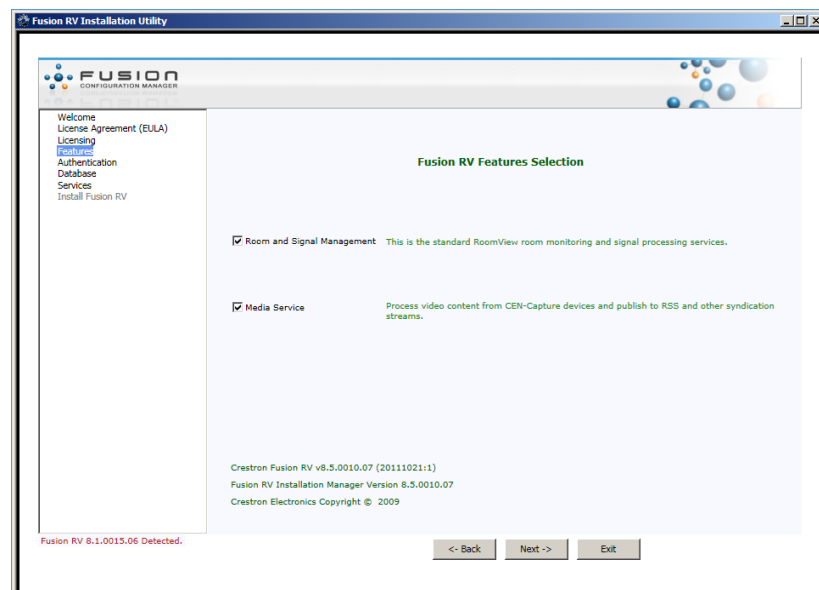 Fusion RV Installation Utility
FUSION
CONFIGURATION MANAGER
Welcome
License Agreement (EULA)
Licensing
Features
Authentication
Database
Services
Install Fusion RV
Fusion RV Features Selection
Room and Signal Management This is the standard RoomView room monitoring and signal processing services.
Media Service Process video content from CEN-Capture devices and publish to RSS and other syndication
streams.
Crestron Fusion RV v8.5.0010.07 (20111021:1)
Fusion RV Installation Manager Version 8.5.0010.07
Crestron Electronics Copyright © 2009
Fusion RV 8.1.0015.06 Detected.
<- Back Next -> Exit